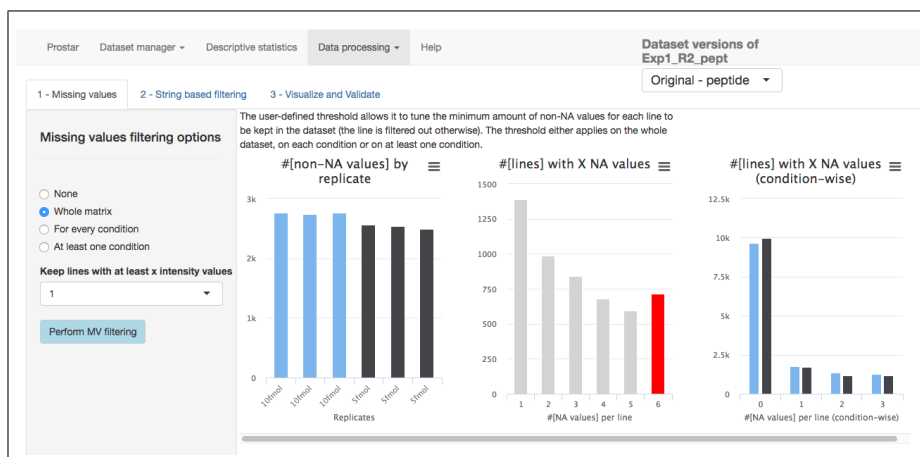 Prostar
Dataset manager
Descriptive statistics
Data processing
Help
Dataset versions of
Exp1_R2_pept
Original - peptide
1 - Missing values
2 - String based filtering
3 - Visualize and Validate
Missing values filtering options
None
Whole matrix
For every condition
At least one condition
Keep lines with at least x intensity values
1
Perform MV filtering
The user-defined threshold allows it to tune the minimum amount of non-NA values for each line to
be kept in the dataset (the line is filtered out otherwise). The threshold either applies on the whole
dataset, on each condition or on at least one condition.
#[non-NA values] by
replicate
3k
2k
1k
0
10fmol
10fmol
10fmol
5fmol
5fmol
5fmol
Replicates
#[lines] with X NA values
1500
1250
1000
750
500
250
0
1 2 3 4 5 6
#[NA values] per line
#[lines] with X NA values
(condition-wise)
12.5k
10k
7.5k
5k
2.5k
0k
0 1 2 3
#[NA values] per line (condition-wise)